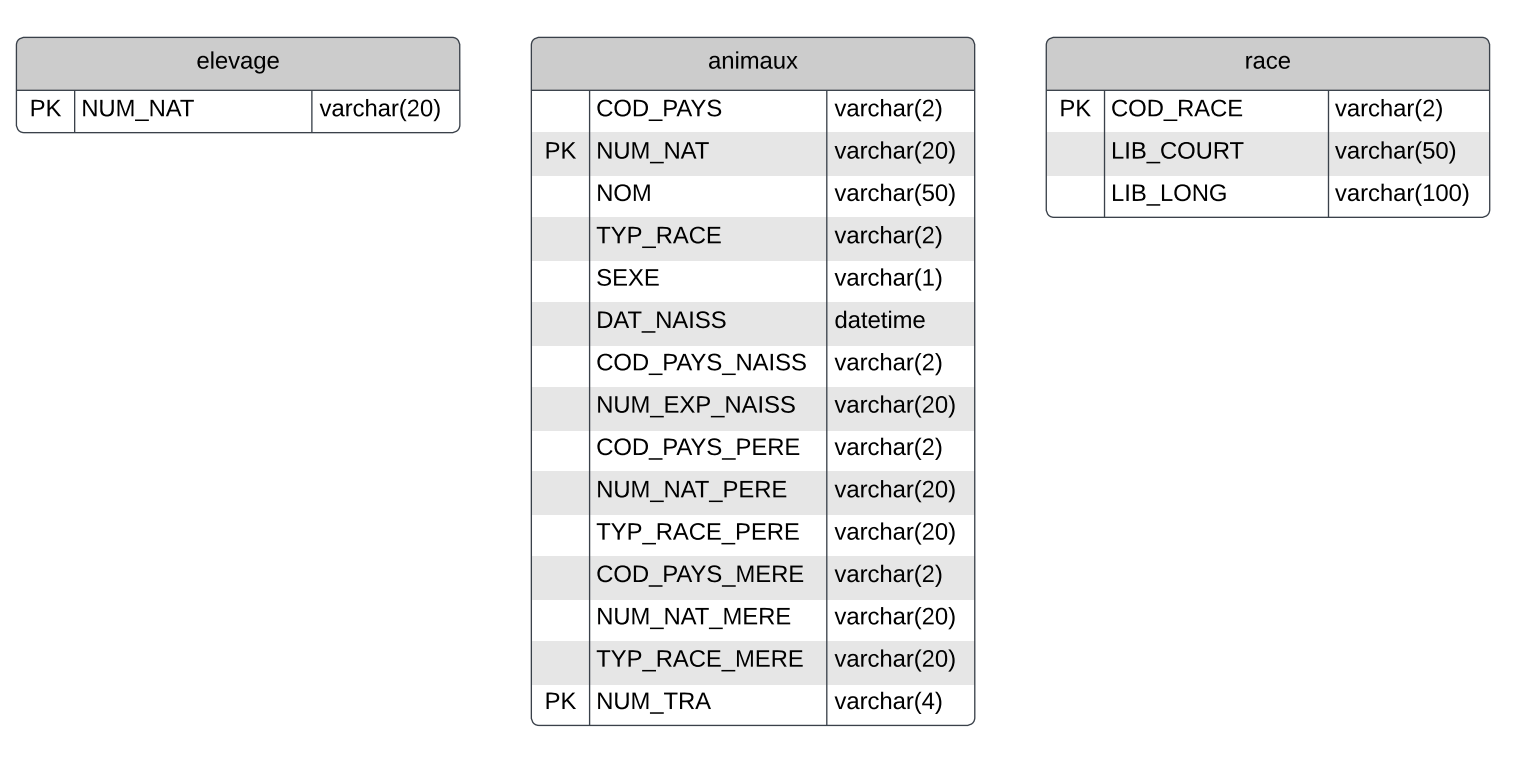 elevage
PK NUM_NAT varchar(20)
animaux
COD_PAYS varchar(2)
PK NUM_NAT varchar(20)
NOM varchar(50)
TYP_RACE varchar(2)
SEXE varchar(1)
DAT_NAISS datetime
COD_PAYS_NAISS varchar(2)
NUM_EXP_NAISS varchar(20)
COD_PAYS_PERE varchar(2)
NUM_NAT_PERE varchar(20)
TYP_RACE_PERE varchar(20)
COD_PAYS_MERE varchar(2)
NUM_NAT_MERE varchar(20)
TYP_RACE_MERE varchar(20)
PK NUM_TRA varchar(4)
race
PK COD_RACE varchar(2)
LIB_COURT varchar(50)
LIB_LONG varchar(100)